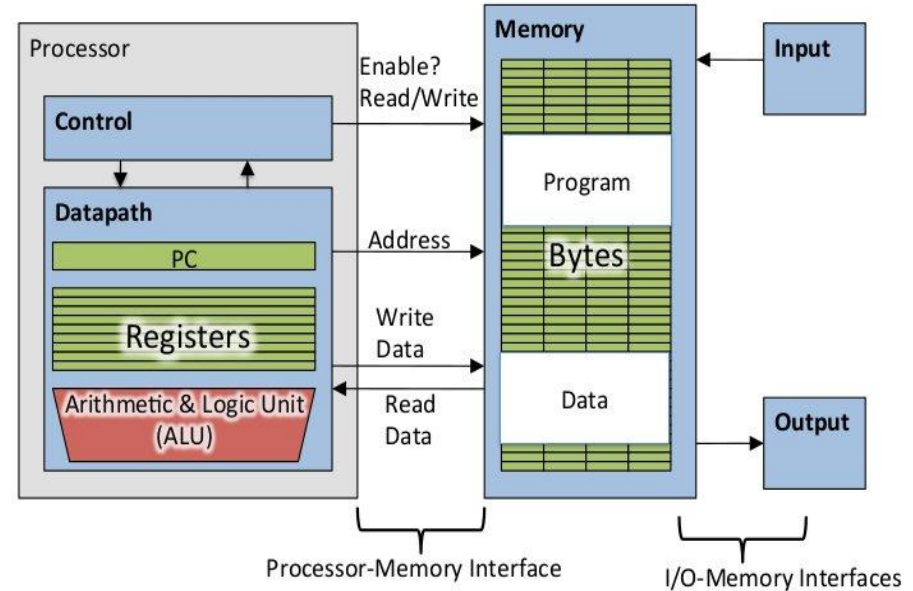 Processor
Control
Datapath
PC
Registers
Arithmetic & Logic Unit
(ALU)
Enable?
Read/Write
Address
Write
Data
Read
Data
Memory
Program
Bytes
Data
Input
Output
Processor-Memory Interface
I/O-Memory Interfaces